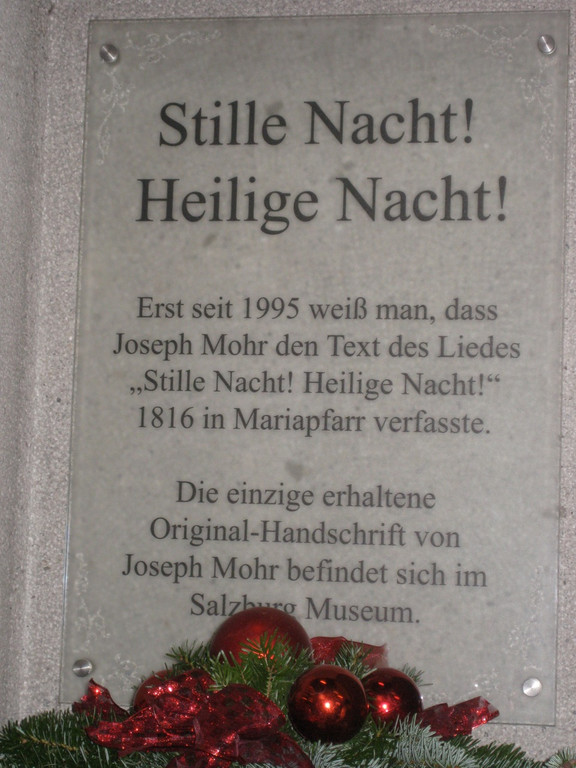 Stille Nacht!
Heilige Nacht!
Erst seit 1995 weiß man, dass
Joseph Mohr den Text des Liedes
„Stille Nacht! Heilige Nacht!“
1816 in Mariapfarr verfasste.
Die einzige erhaltene
Original-Handschrift von
Joseph Mohr befindet sich im
Salzburg Museum.